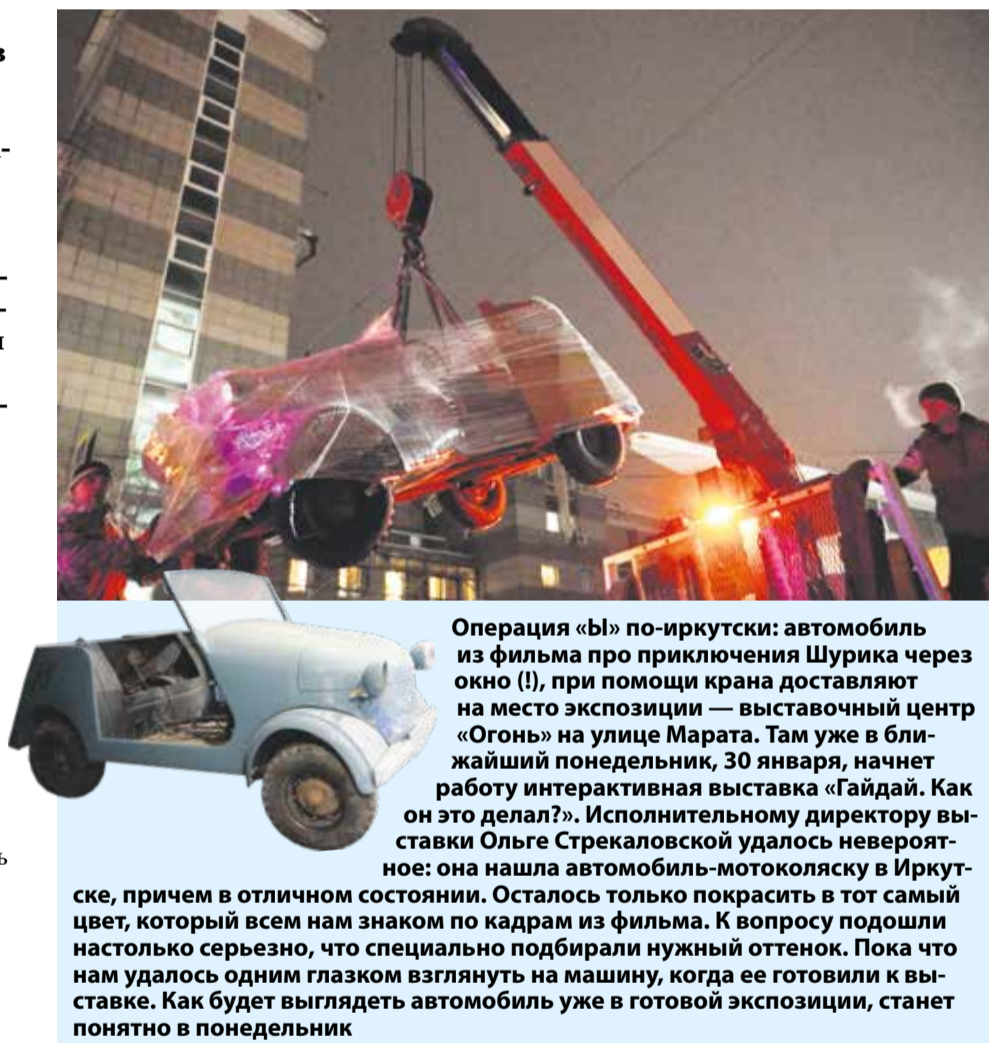 в
-
-
-
-
ь
Операция «Ы» по-иркутски: автомобиль
из фильма про приключения Шурика через
окно (!), при помощи крана доставляют
на место экспозиции — выставочный центр
«Огонь» на улице Марата. Там уже в бли-
жайший понедельник, 30 января, начнет
работу интерактивная выставка «Гайдай. Как
он это делал?». Исполнительному директору вы-
ставки Ольге Стрекаловской удалось невероят-
ное: она нашла автомобиль-мотоколяску в Иркут-
ске, причем в отличном состоянии. Осталось только покрасить в тот самый
цвет, который всем нам знаком по кадрам из фильма. К вопросу подошли
настолько серьезно, что специально подбирали нужный оттенок. Пока что
нам удалось одним глазком взглянуть на машину, когда ее готовили к вы-
ставке. Как будет выглядеть автомобиль уже в готовой экспозиции, станет
понятно в понедельник